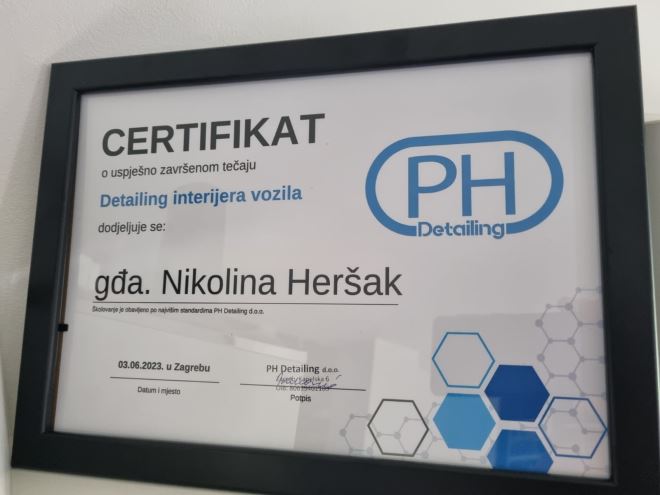 CERTIFIKAT
o uspješno završenom tečaju
Detailing interijera vozila
dodjeljuje se:
PH
Detailing
gđa. Nikolina Heršak
Školovanje je obavljeno po najvišim standardima PH Detailing d.o.o.
03.06.2023. u Zagrebu
Datum i mjesto
PH Detailing d.o.o.
Potpis